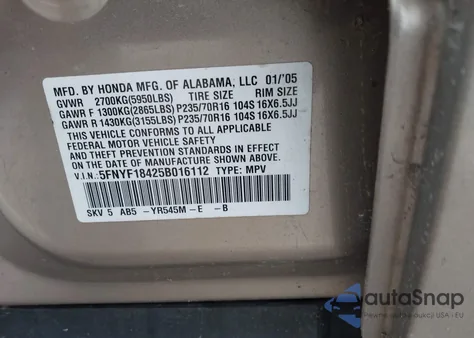 MFD. BY HONDA MFG. OF ALABAMA, LLC 01/'05
GVWR 2700KG(5950LBS) TIRE SIZE RIM SIZE
GAWR F 1300KG(2865LBS) P235/70R16 104S 16X6.5JJ
GAWR R 1430KG(3155LBS) P235/70R16 104S 16X6.5JJ
THIS VEHICLE CONFORMS TO ALL APPLICABLE
FEDERAL MOTOR VEHICLE SAFETY
STANDARDS IN EFFECT
ON THE DATE OF MANUFACTURE SHOWN ABOVE.
V.I.N.: 5FNYF18425B016112 TYPE: MPV
SKV 5 AB5 -YR545M-E -B
autoSnap
aukcji USA - EU